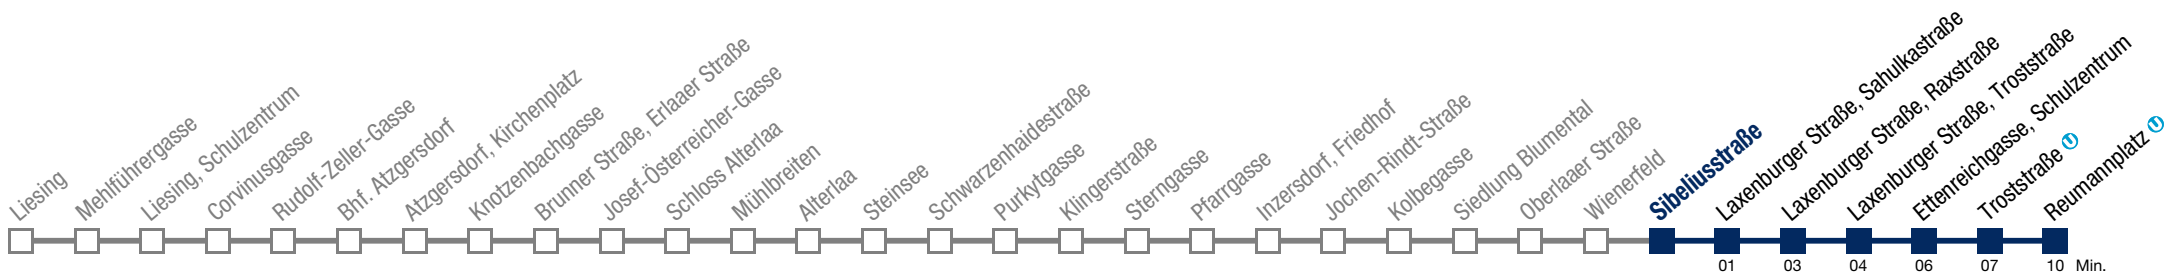 Liesing
Mehlführergasse
Liesing, Schulzentrum
Corvinusgasse
Rudolf-Zeller-Gasse
Bhf. Atzgersdorf
Atzgersdorf, Kirchenplatz
Knotzenbachgasse
Brunner Straße, Erlaaer Straße
Josef-Österreicher-Gasse
Schloss Alterlaa
Mühlbreiten
Alterlaa
Steinsee
Schwarzenhaidestraße
Purkytgasse
Klingerstraße
Sterngasse
Pfarrgasse
Inzersdorf, Friedhof
Jochen-Rindt-Straße
Kolbegasse
Siedlung Blumental
Oberlaaer Straße
Wienerfeld
Sibeliusstraße
Laxenburger Straße, Sahulkastraße
Laxenburger Straße, Raxstraße
Laxenburger Straße, Troststraße
Ettenreichgasse, Schulzentrum
Troststraße U
Reumannplatz U
01 03 04 06 07 10 Min.